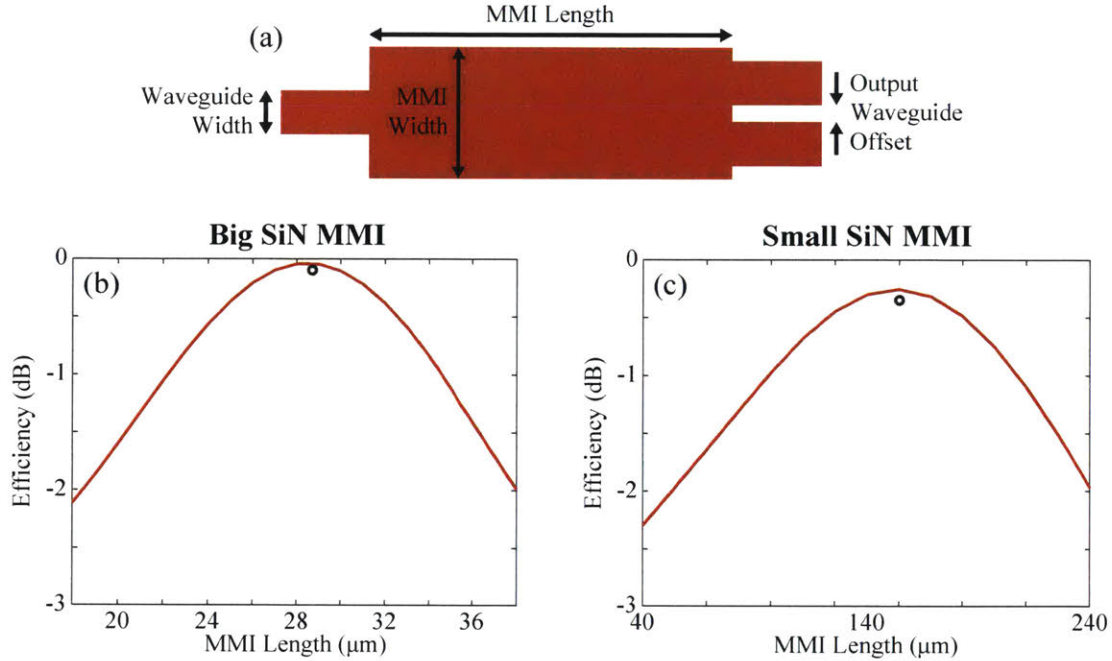 MMI Length
(a)
Waveguide
Width
MMI
Width
Output
Waveguide
Offset
Big SiN MMI
(b)
Efficiency (dB)
0
-1
-2
-3
20
24
28
32
36
MMI Length (μm)
Small SiN MMI
(c)
Efficiency (dB)
0
-1
-2
-3
40
140
240
MMI Length (μm)